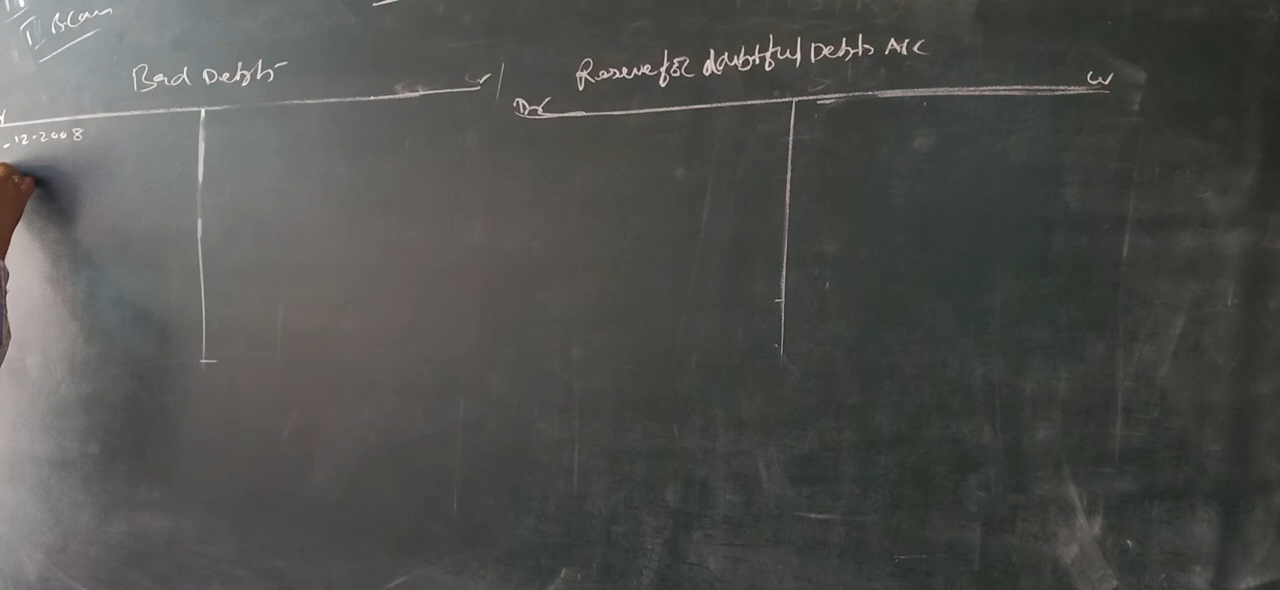 II BCom
Bad Debts
Cr
-12-2008
Reserve for doubtful Debts A/c
Dr
Cr